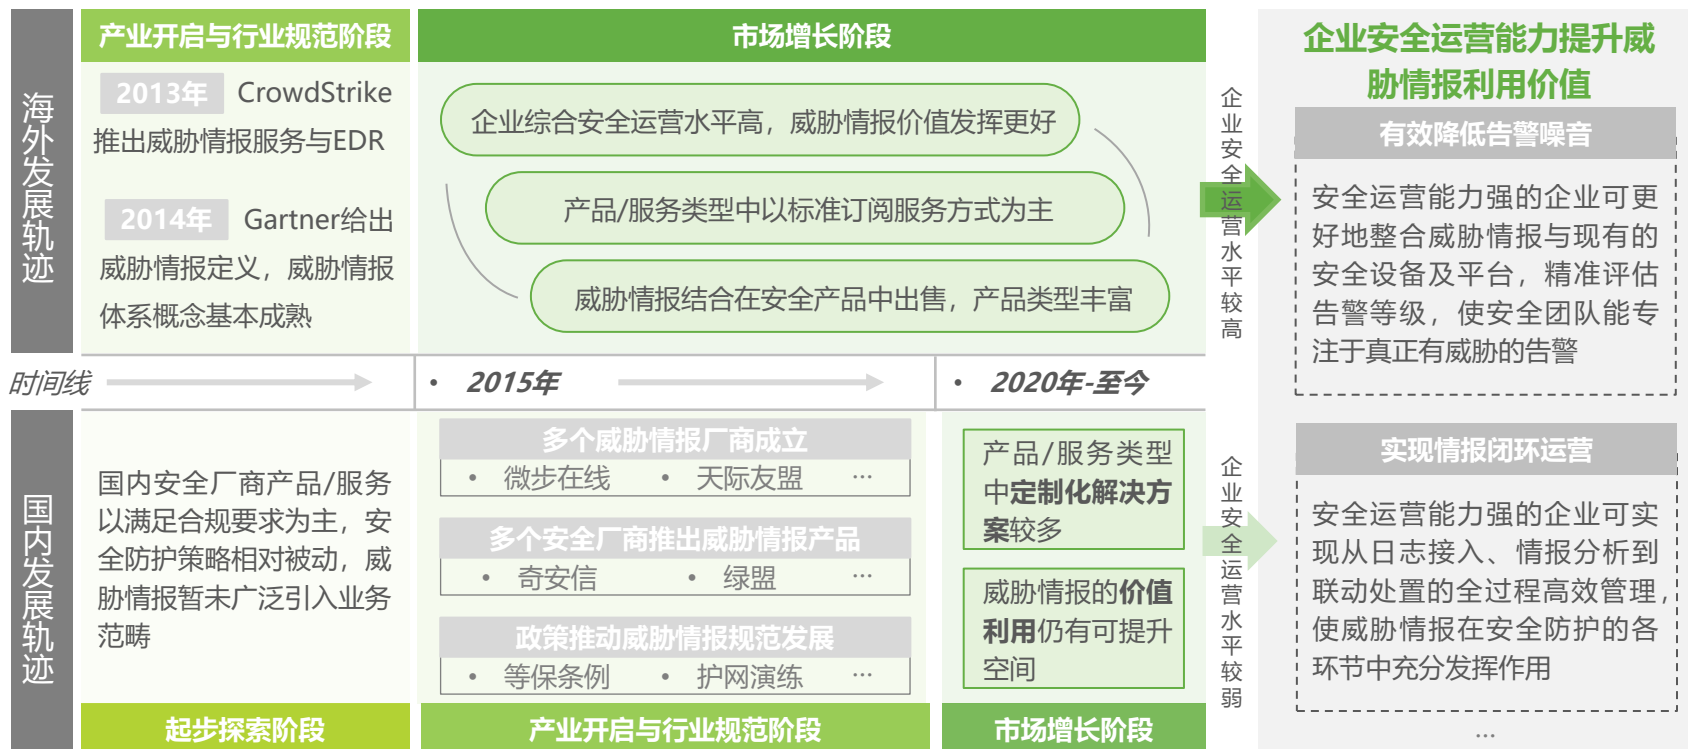 海外发展轨迹
产业开启与行业规范阶段
2013年 CrowdStrike
推出威胁情报服务与EDR
2014年 Gartner给出
威胁情报定义，威胁情报
体系概念基本成熟
市场增长阶段
企业综合安全运营水平高，威胁情报价值发挥更好
产品/服务类型中以标准订阅服务方式为主
威胁情报结合在安全产品中出售，产品类型丰富
企业安全运营水平较高
时间线
• 2015年
• 2020年-至今
国内发展轨迹
国内安全厂商产品/服务
以满足合规要求为主，安
全防护策略相对被动，威
胁情报暂未广泛引入业务
范畴
起步探索阶段
多个威胁情报厂商成立
• 微步在线 • 天际友盟 …
多个安全厂商推出威胁情报产品
• 奇安信 • 绿盟 …
政策推动威胁情报规范发展
• 等保条例 • 护网演练 …
产业开启与行业规范阶段
产品/服务类型
中定制化解决方
案较多
威胁情报的价值
利用仍有可提升
空间
市场增长阶段
企业安全运营水平较弱
企业安全运营能力提升威
胁情报利用价值
有效降低告警噪音
安全运营能力强的企业可更
好地整合威胁情报与现有的
安全设备及平台，精准评估
告警等级，使安全团队能专
注于真正有威胁的告警
实现情报闭环运营
安全运营能力强的企业可实
现从日志接入、情报分析到
联动处置的全过程高效管理，
使威胁情报在安全防护的各
环节中充分发挥作用
…